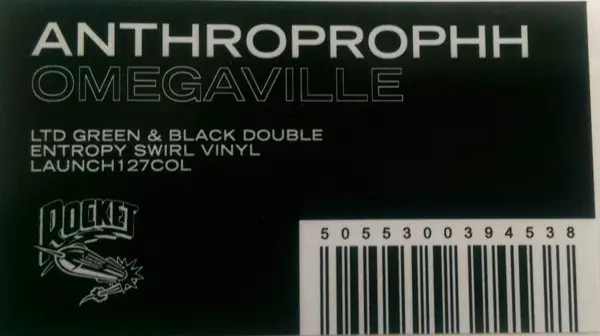 ANTHROPROPHH
OMEGAVILLE
LTD GREEN & BLACK DOUBLE
ENTROPY SWIRL VINYL
LAUNCH127COL
ROCKET
5055300394538